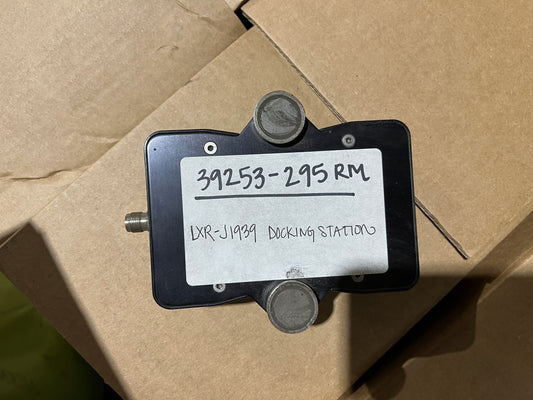 39253-295 RM
LXR-J1939 DOCKING STATION